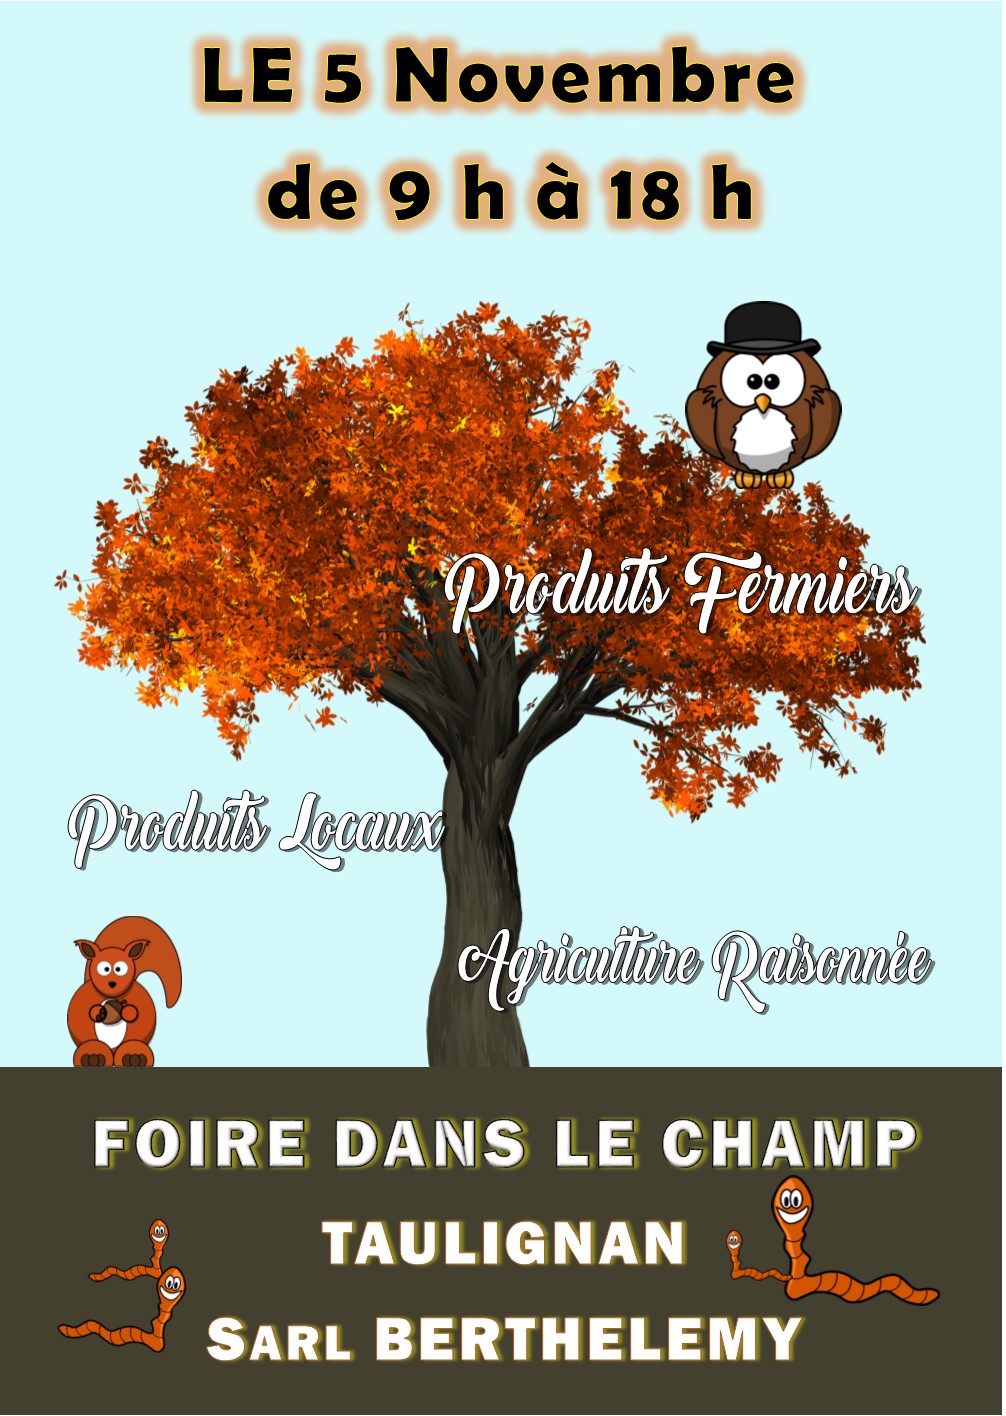 LE 5 Novembre
de 9 h à 18 h
Produits Fermiers
Produits Locaux
Agriculture Raisonnée
FOIRE DANS LE CHAMP
TAULIGNAN
SARL BERTHELEMY